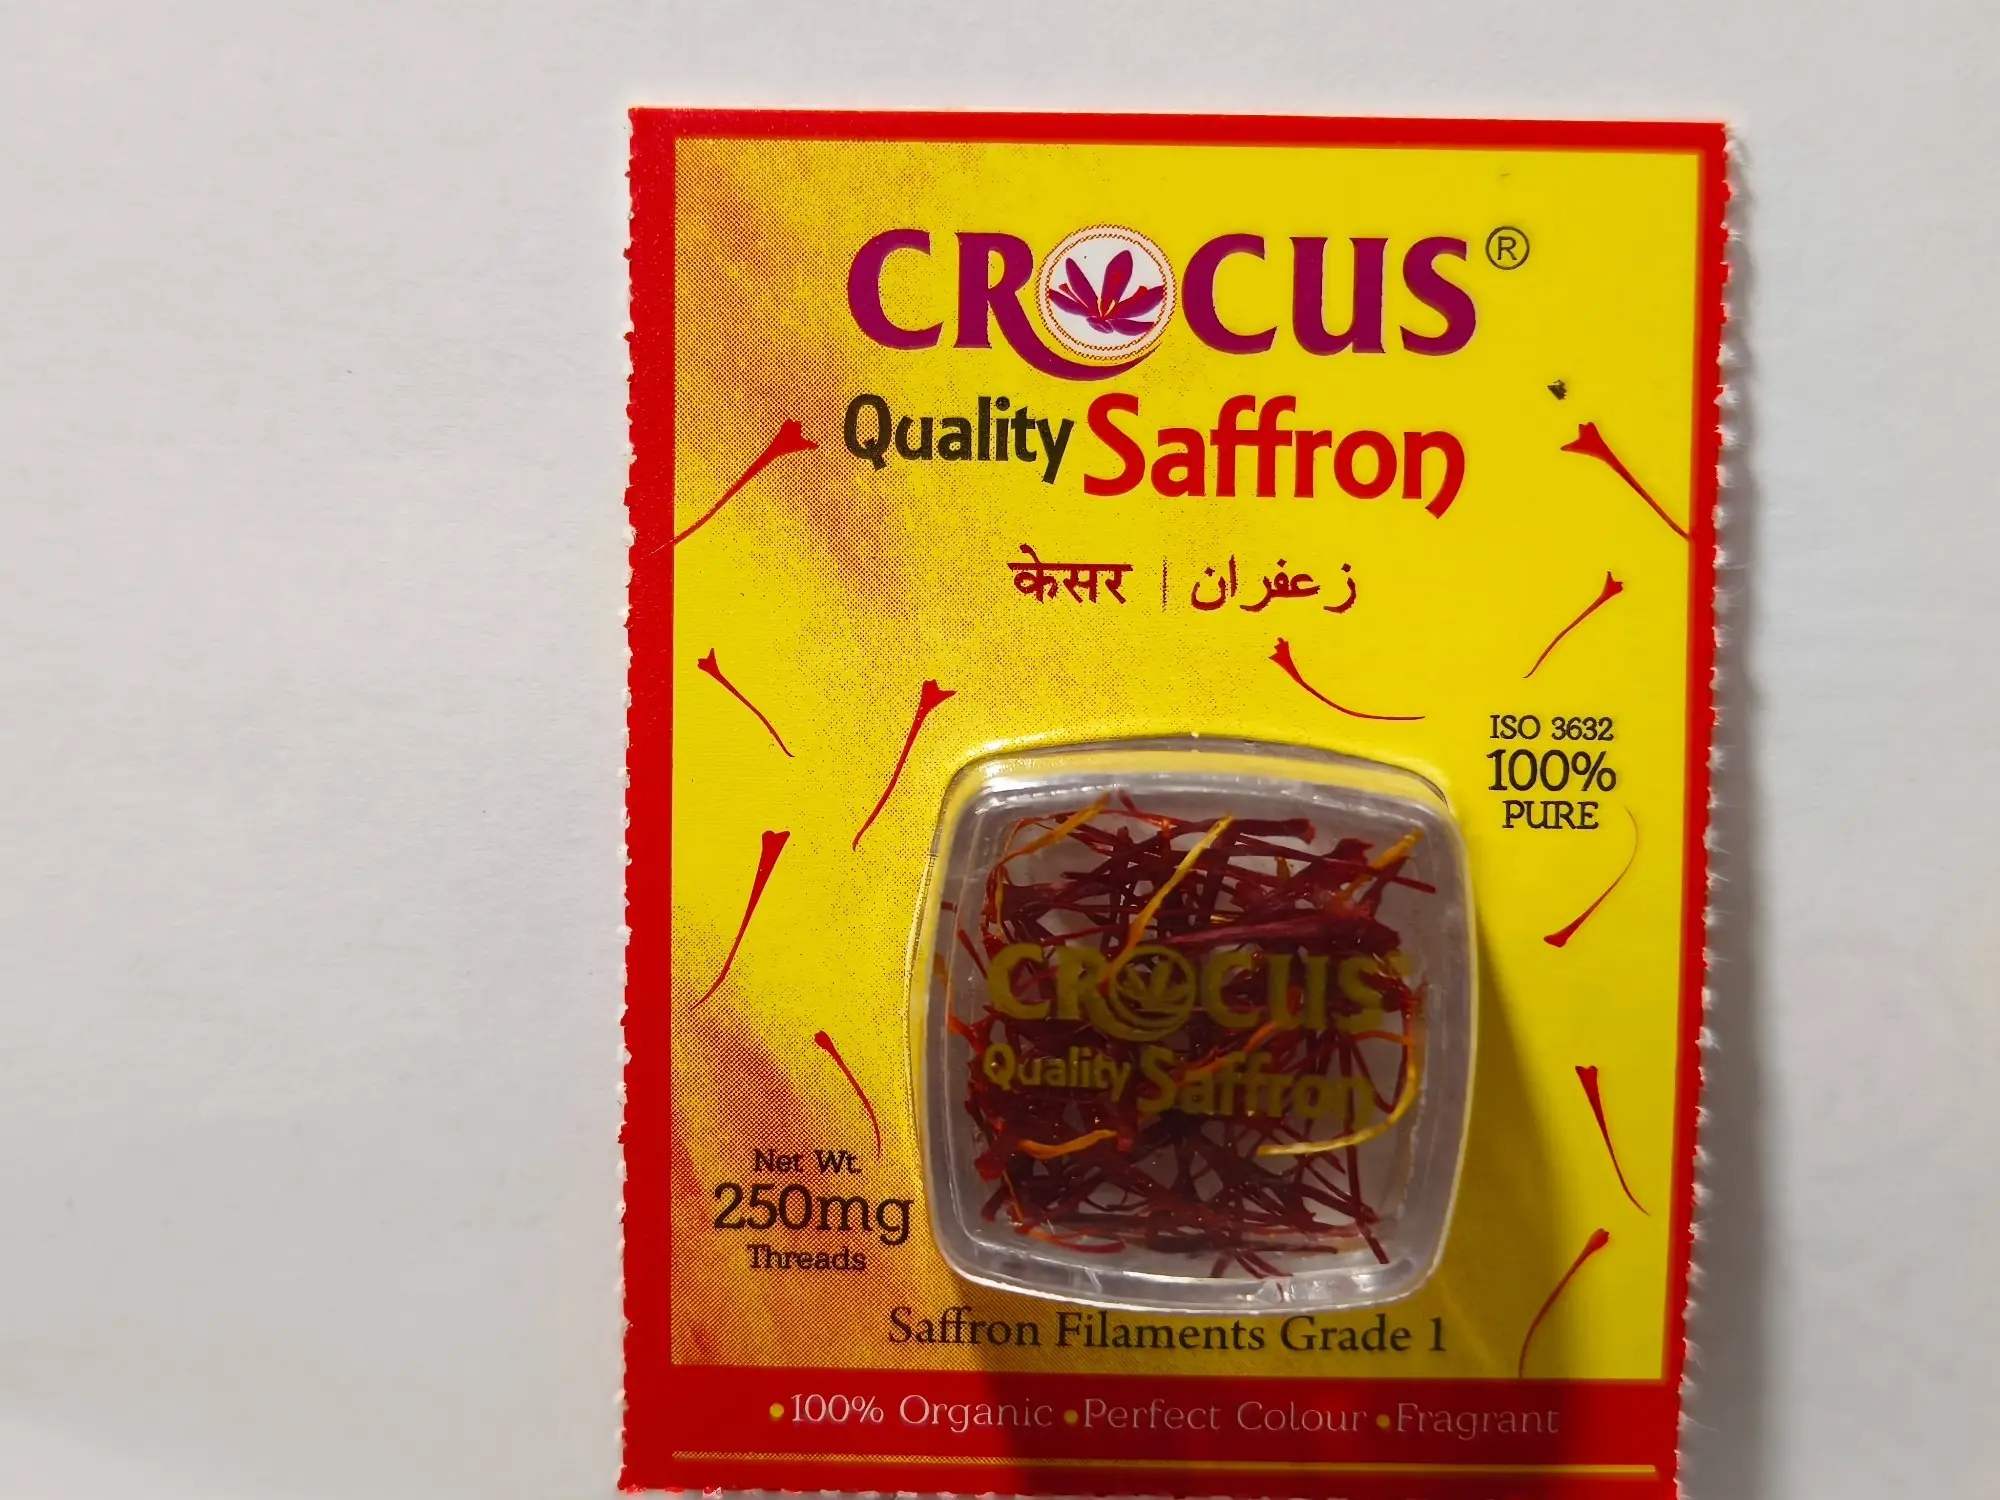 CROCUS®
Quality Saffron
केसर | زعفران
ISO 3632
100%
PURE
CROCUS
Quality Saffron
Net Wt.
250mg
Threads
Saffron Filaments Grade 1
•100% Organic •Perfect Colour •Fragrant